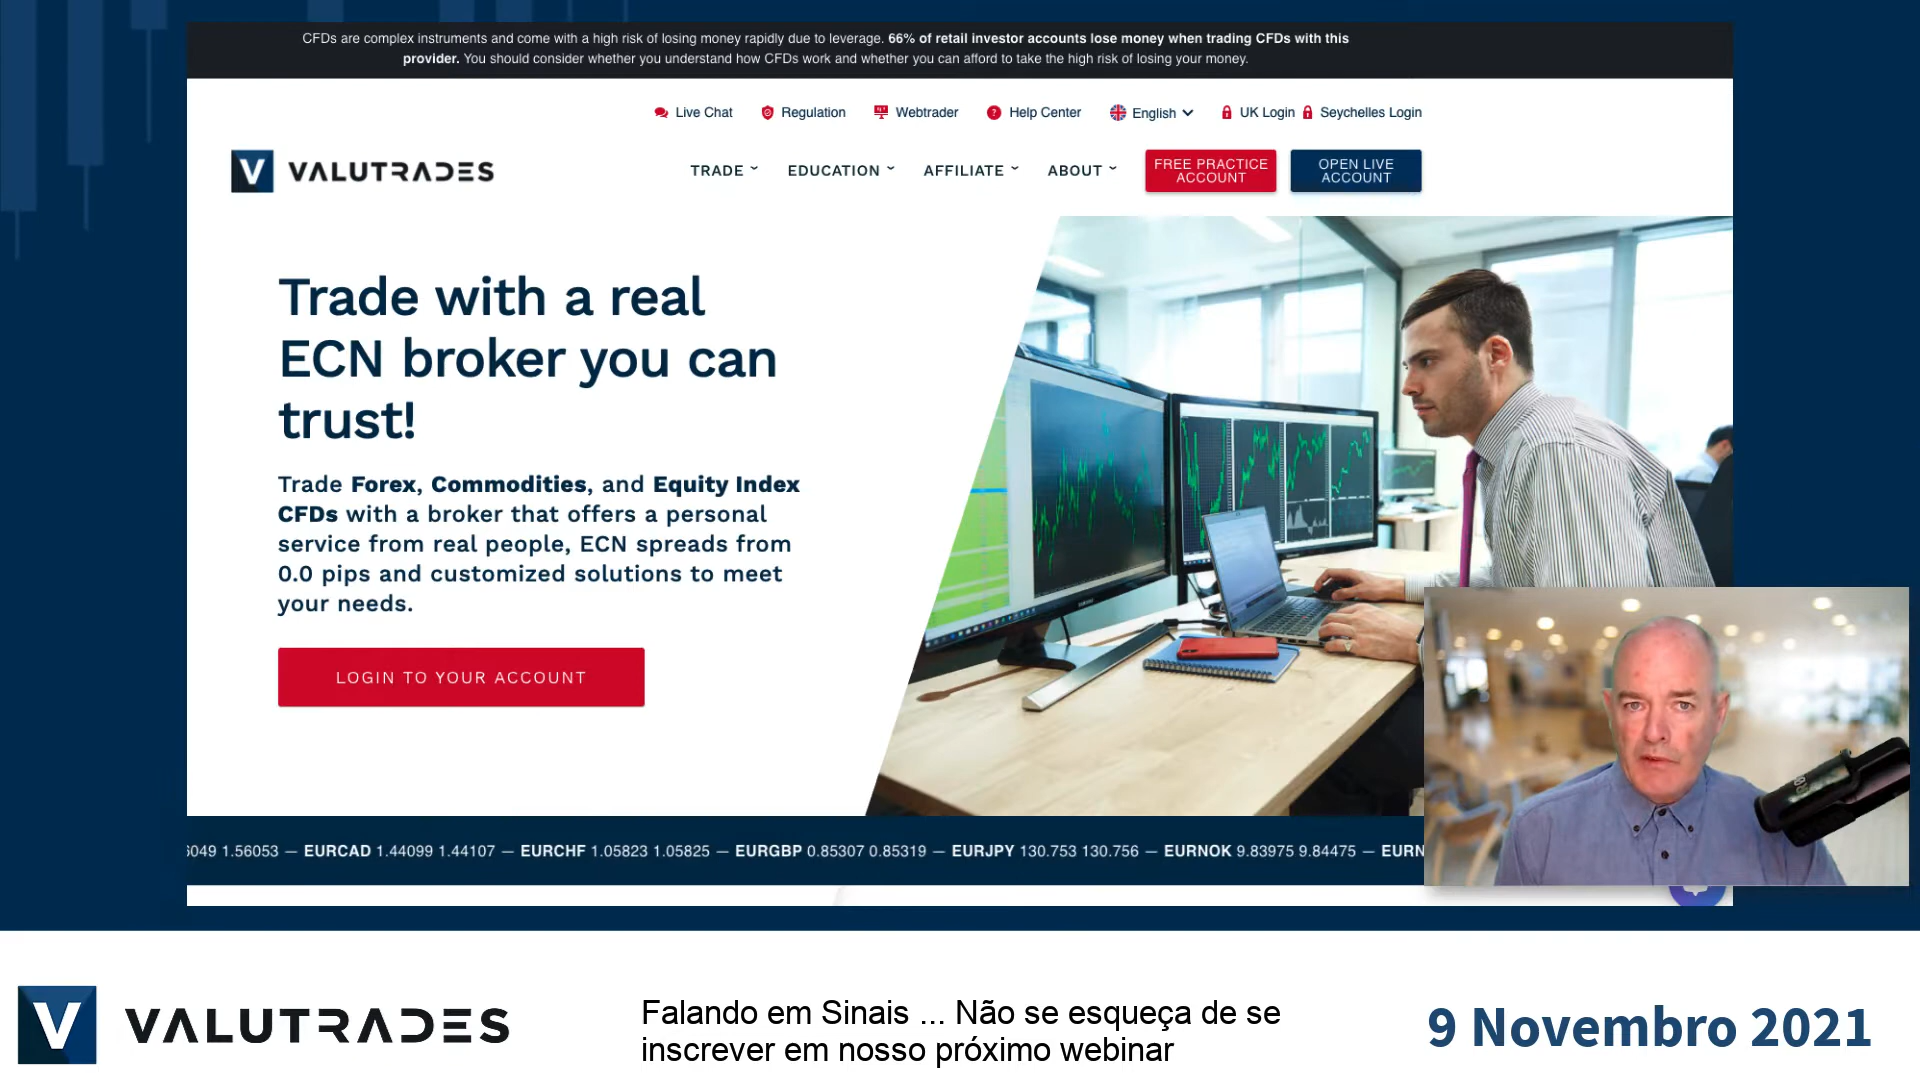 CFDs are complex instruments and come with a high risk of losing money rapidly due to leverage. 66% of retail investor accounts lose money when trading CFDs with this
provider. You should consider whether you understand how CFDs work and whether you can afford to take the high risk of losing your money.
Live Chat Regulation Webtrader Help Center English UK Login Seychelles Login
V VALUTRADES
TRADE EDUCATION AFFILIATE ABOUT
FREE PRACTICE
ACCOUNT
OPEN LIVE
ACCOUNT
Trade with a real
ECN broker you can
trust!
Trade Forex, Commodities, and Equity Index
CFDs with a broker that offers a personal
service from real people, ECN spreads from
0.0 pips and customized solutions to meet
your needs.
LOGIN TO YOUR ACCOUNT
6049 1.56053 — EURCAD 1.44099 1.44107 — EURCHF 1.05823 1.05825 — EURGBP 0.85307 0.85319 — EURJPY 130.753 130.756 — EURNOK 9.83975 9.84475 — EURN
V VALUTRADES
Falando em Sinais ... Não se esqueça de se
inscrever em nosso próximo webinar
9 Novembro 2021